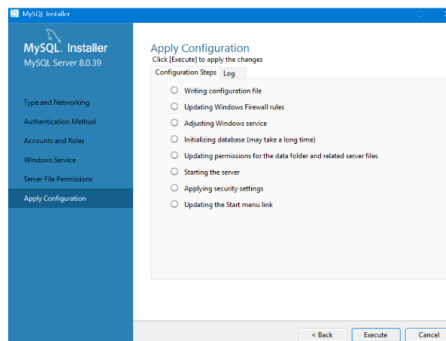 MySQL Installer
MySQL. Installer
MySQL Server 8.0.39
Type and Networking
Authentication Method
Accounts and Roles
Windows Service
Server File Permissions
Apply Configuration
Apply Configuration
Click [Execute] to apply the changes
Configuration Steps Log
Writing configuration file
Updating Windows Firewall rules
Adjusting Windows service
Initializing database (may take a long time)
Updating permissions for the data folder and related server files
Starting the server
Applying security settings
Updating the Start menu link
< Back Execute Cancel